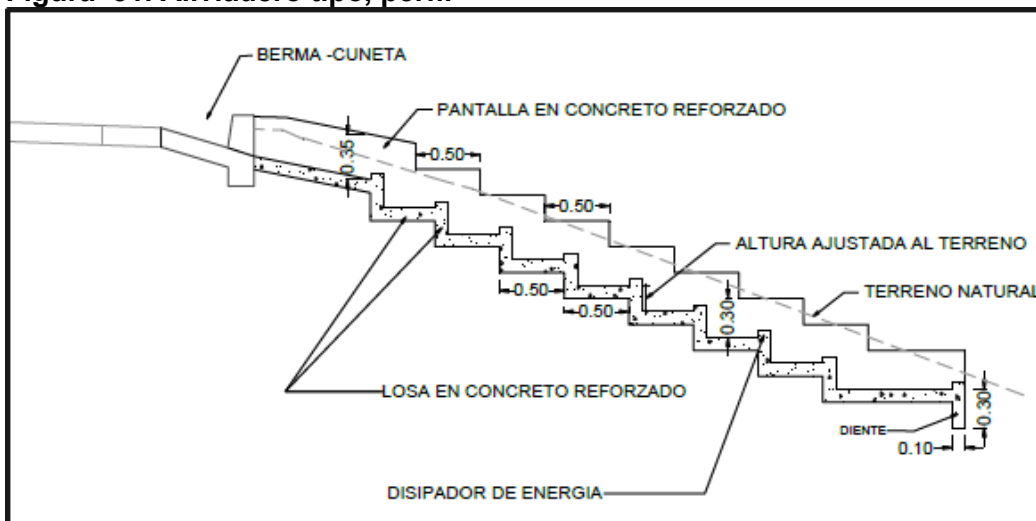 BERMA -CUNETA
PANTALLA EN CONCRETO REFORZADO
0.35
0.50
0.50
ALTURA AJUSTADA AL TERRENO
0.50
0.50
0.30
TERRENO NATURAL
LOSA EN CONCRETO REFORZADO
0.30
DIENTE
0.10
DISIPADOR DE ENERGIA